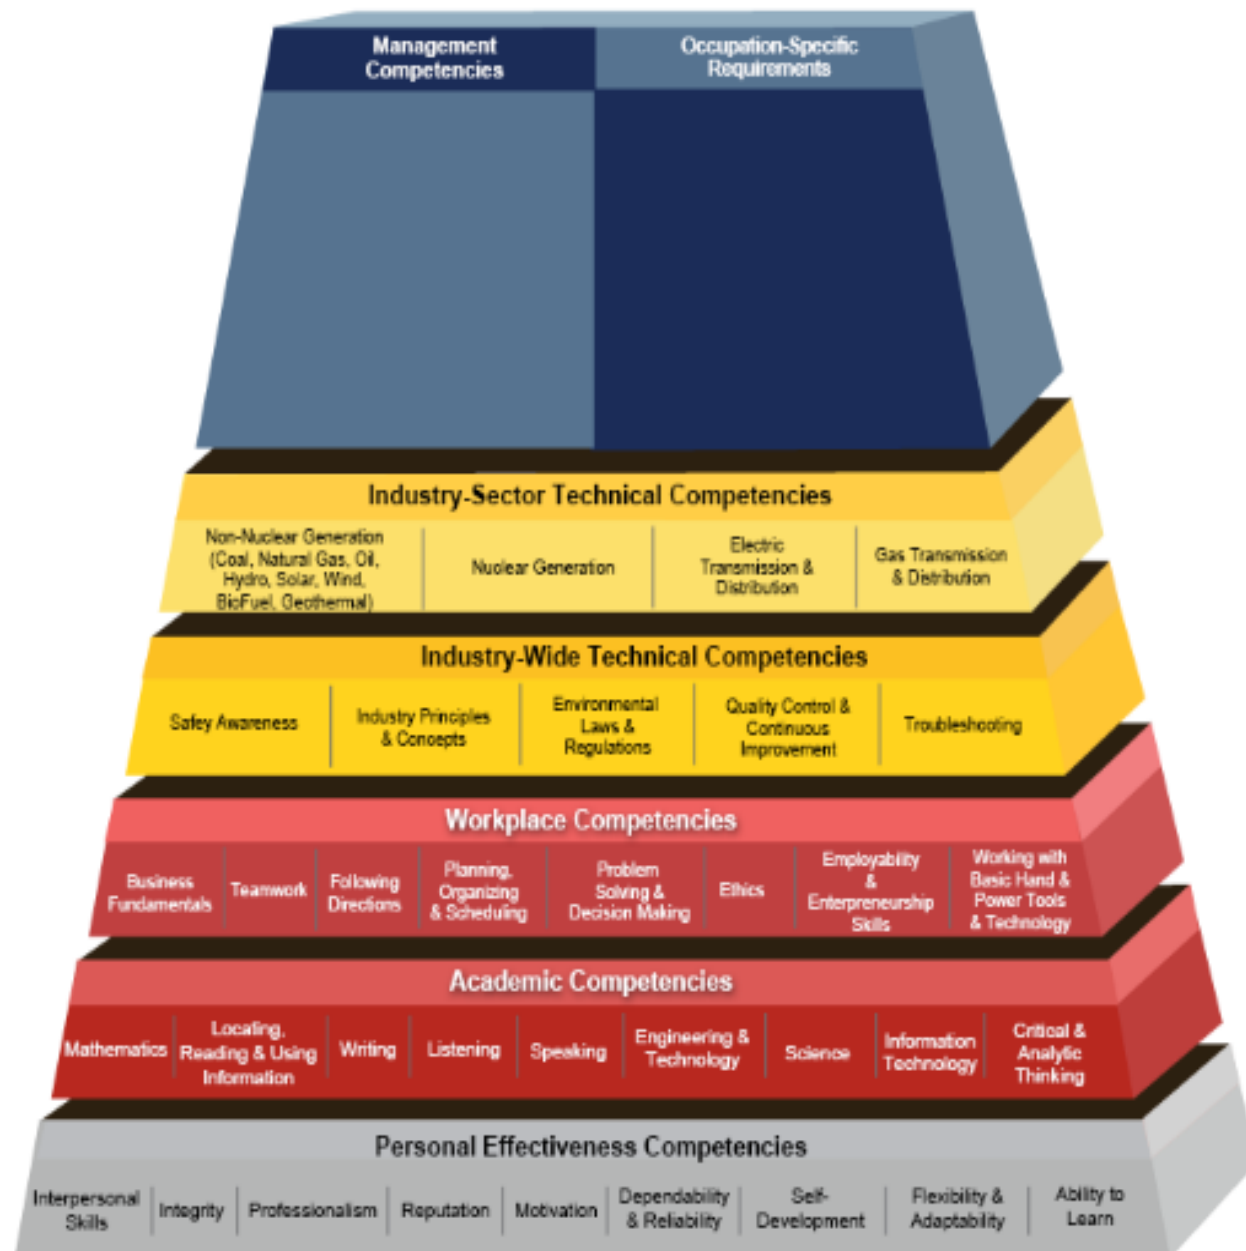 Management
Competencies
Occupation-Specific
Requirements
Industry-Sector Technical Competencies
Non-Nuclear Generation
(Coal, Natural Gas, Oil,
Hydro, Solar, Wind,
BioFuel, Geothermal)
Nuclear Generation
Electric
Transmission &
Distribution
Gas Transmission
& Distribution
Industry-Wide Technical Competencies
Safey Awareness
Industry Principles
& Concepts
Environmental
Laws &
Regulations
Quality Control &
Continuous
Improvement
Troubleshooting
Workplace Competencies
Business
Fundamentals
Teamwork
Following
Directions
Planning,
Organizing
& Scheduling
Problem
Solving &
Decision Making
Ethics
Employability
&
Enterpreneurship
Skills
Working with
Basic Hand &
Power Tools
& Technology
Academic Competencies
Mathematics
Locating,
Reading & Using
Information
Writing
Listening
Speaking
Engineering &
Technology
Science
Information
Technology
Critical &
Analytic
Thinking
Personal Effectiveness Competencies
Interpersonal
Skills
Integrity
Professionalism
Reputation
Motivation
Dependability
& Reliability
Self-
Development
Flexibility &
Adaptability
Ability to
Learn